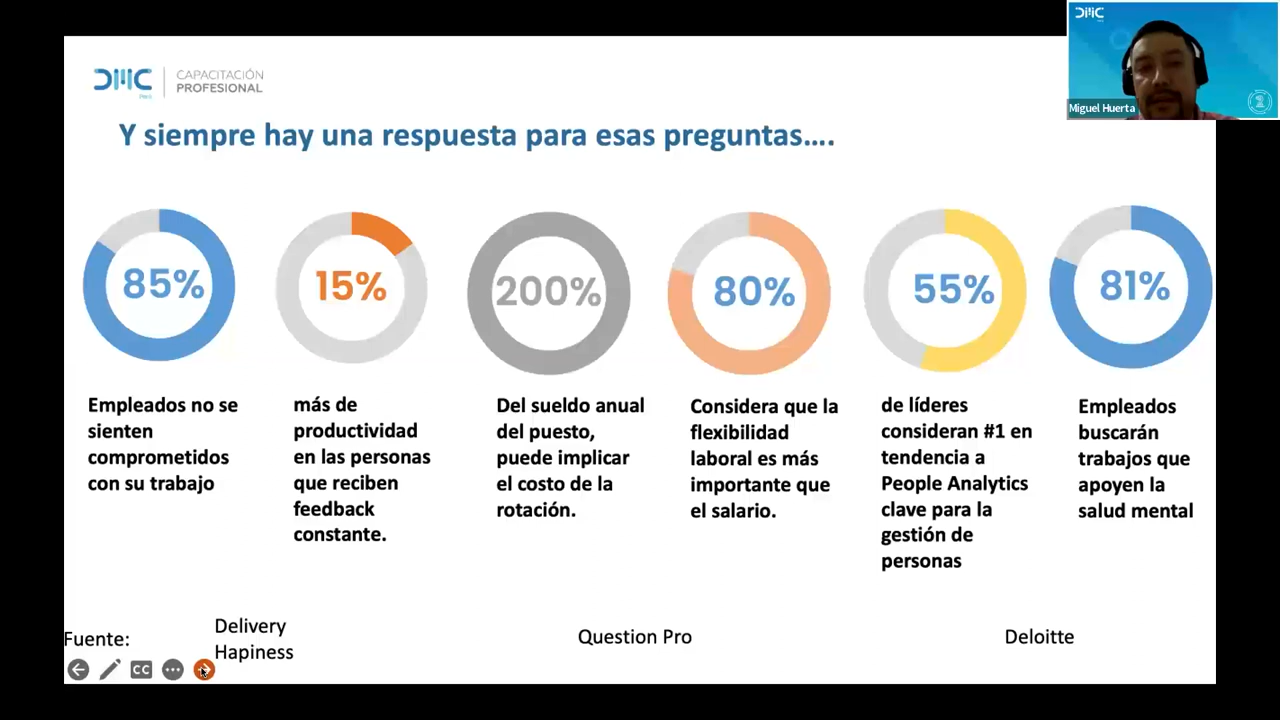 DMC
Miguel Huerta
DMC
CAPACITACIÓN
PROFESIONAL
Y siempre hay una respuesta para esas preguntas....
85%
15%
200%
80%
55%
81%
Empleados no se
sienten
comprometidos
con su trabajo
más de
productividad
en las personas
que reciben
feedback
constante.
Del sueldo anual
del puesto,
puede implicar
el costo de la
rotación.
Considera que la
flexibilidad
laboral es más
importante que
el salario.
de líderes
consideran #1 en
tendencia a
People Analytics
clave para la
gestión de
personas
Empleados
buscarán
trabajos que
apoyen la
salud mental
Fuente:
Delivery
Hapiness
Question Pro
Deloitte
CC